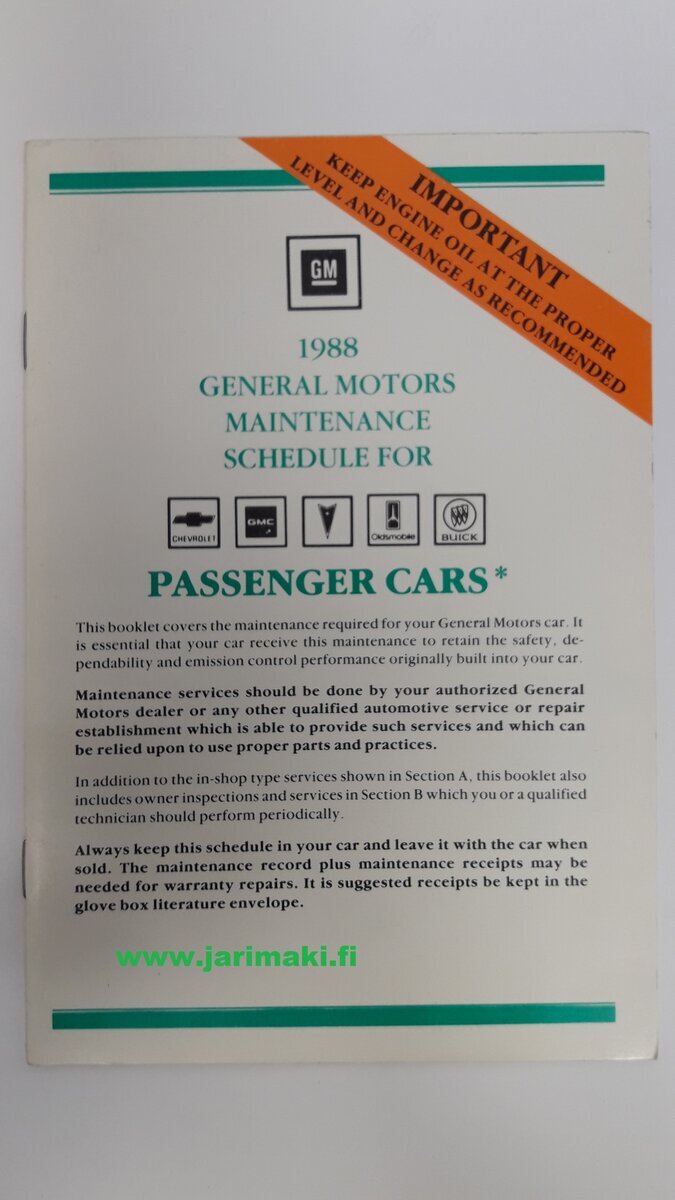 IMPORTANT
KEEP ENGINE OIL AT THE PROPER
LEVEL AND CHANGE AS RECOMMENDED
GM
1988
GENERAL MOTORS
MAINTENANCE
SCHEDULE FOR
CHEVROLET GMC Oldsmobile BUICK
PASSENGER CARS*
This booklet covers the maintenance required for your General Motors car. It
is essential that your car receive this maintenance to retain the safety, de-
pendability and emission control performance originally built into your car.
Maintenance services should be done by your authorized General
Motors dealer or any other qualified automotive service or repair
establishment which is able to provide such services and which can
be relied upon to use proper parts and practices.
In addition to the in-shop type services shown in Section A, this booklet also
includes owner inspections and services in Section B which you or a qualified
technician should perform periodically.
Always keep this schedule in your car and leave it with the car when
sold. The maintenance record plus maintenance receipts may be
needed for warranty repairs. It is suggested receipts be kept in the
glove box literature envelope.
www.jarimaki.fi